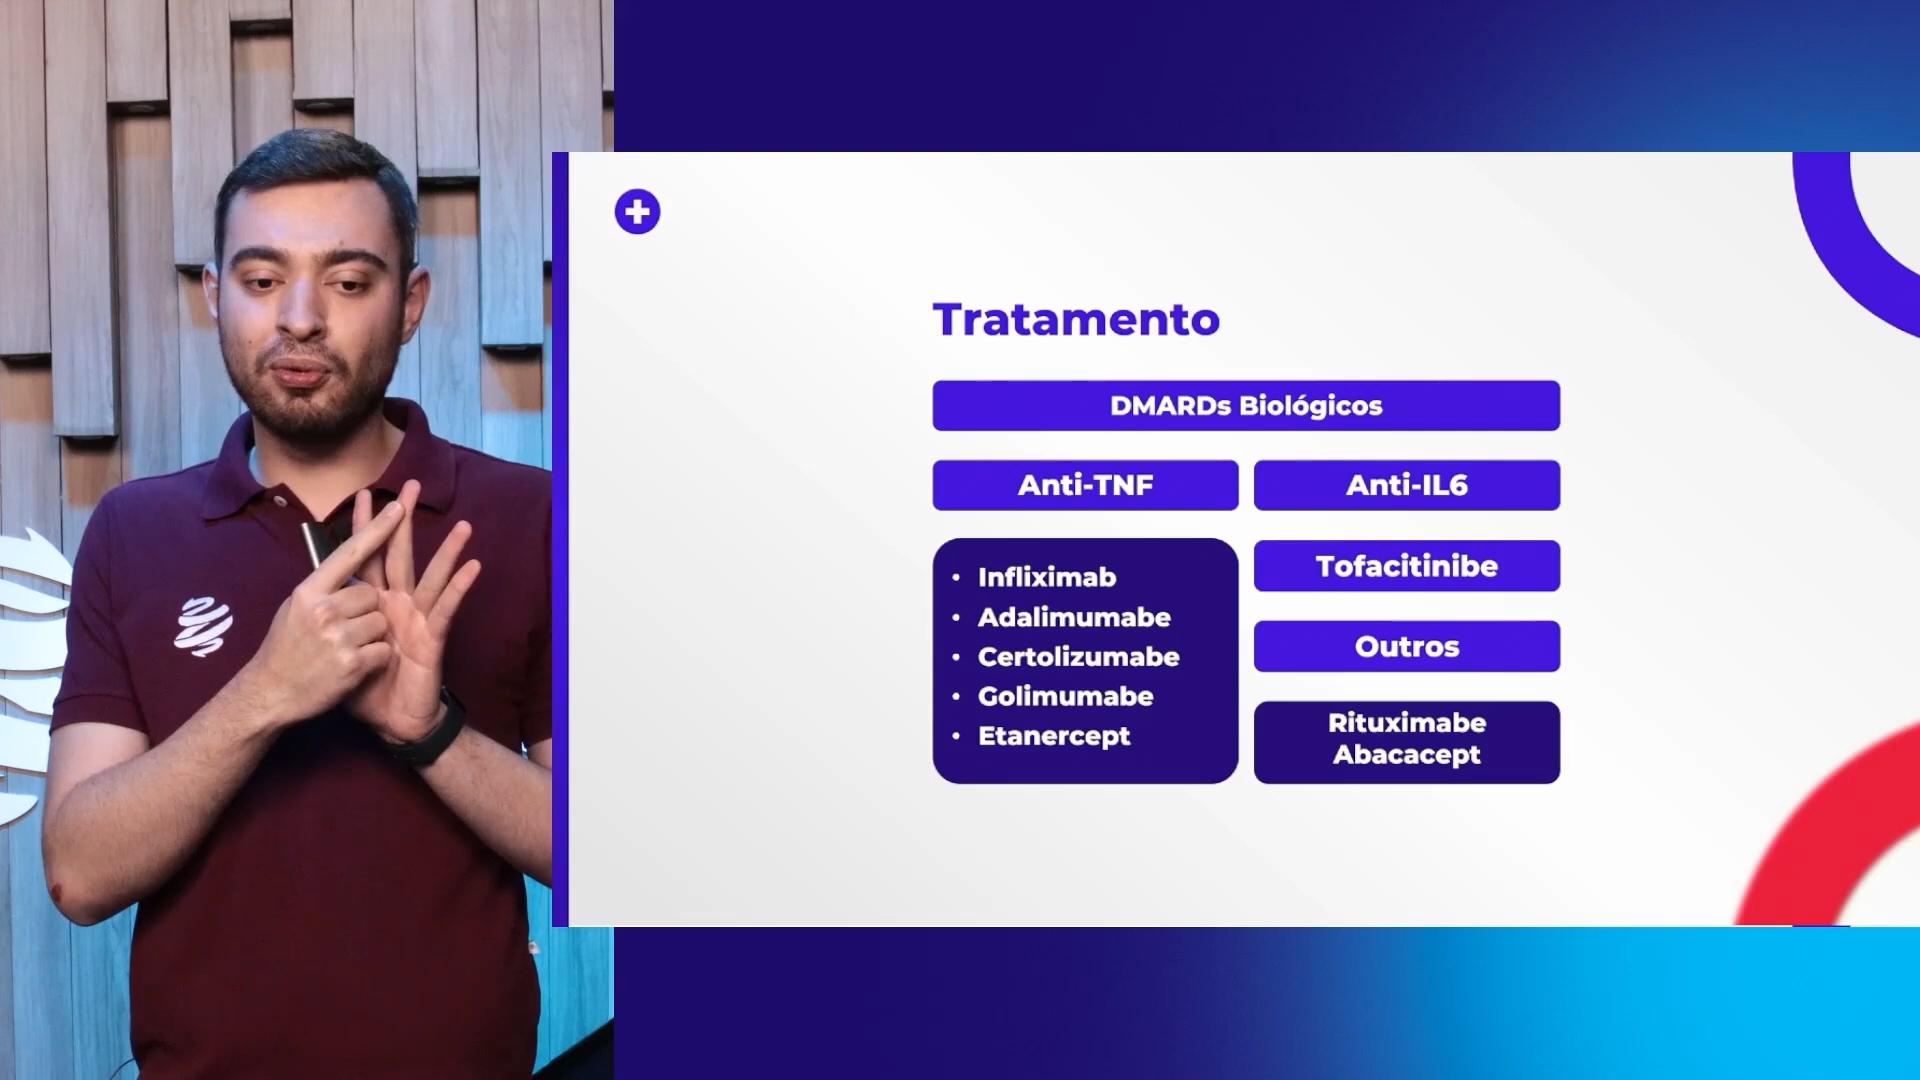 Tratamento
DMARDs Biológicos
Anti-TNF
Anti-IL6
• Infliximab
• Adalimumabe
• Certolizumabe
• Golimumabe
• Etanercept
Tofacitinibe
Outros
Rituximabe
Abacacept